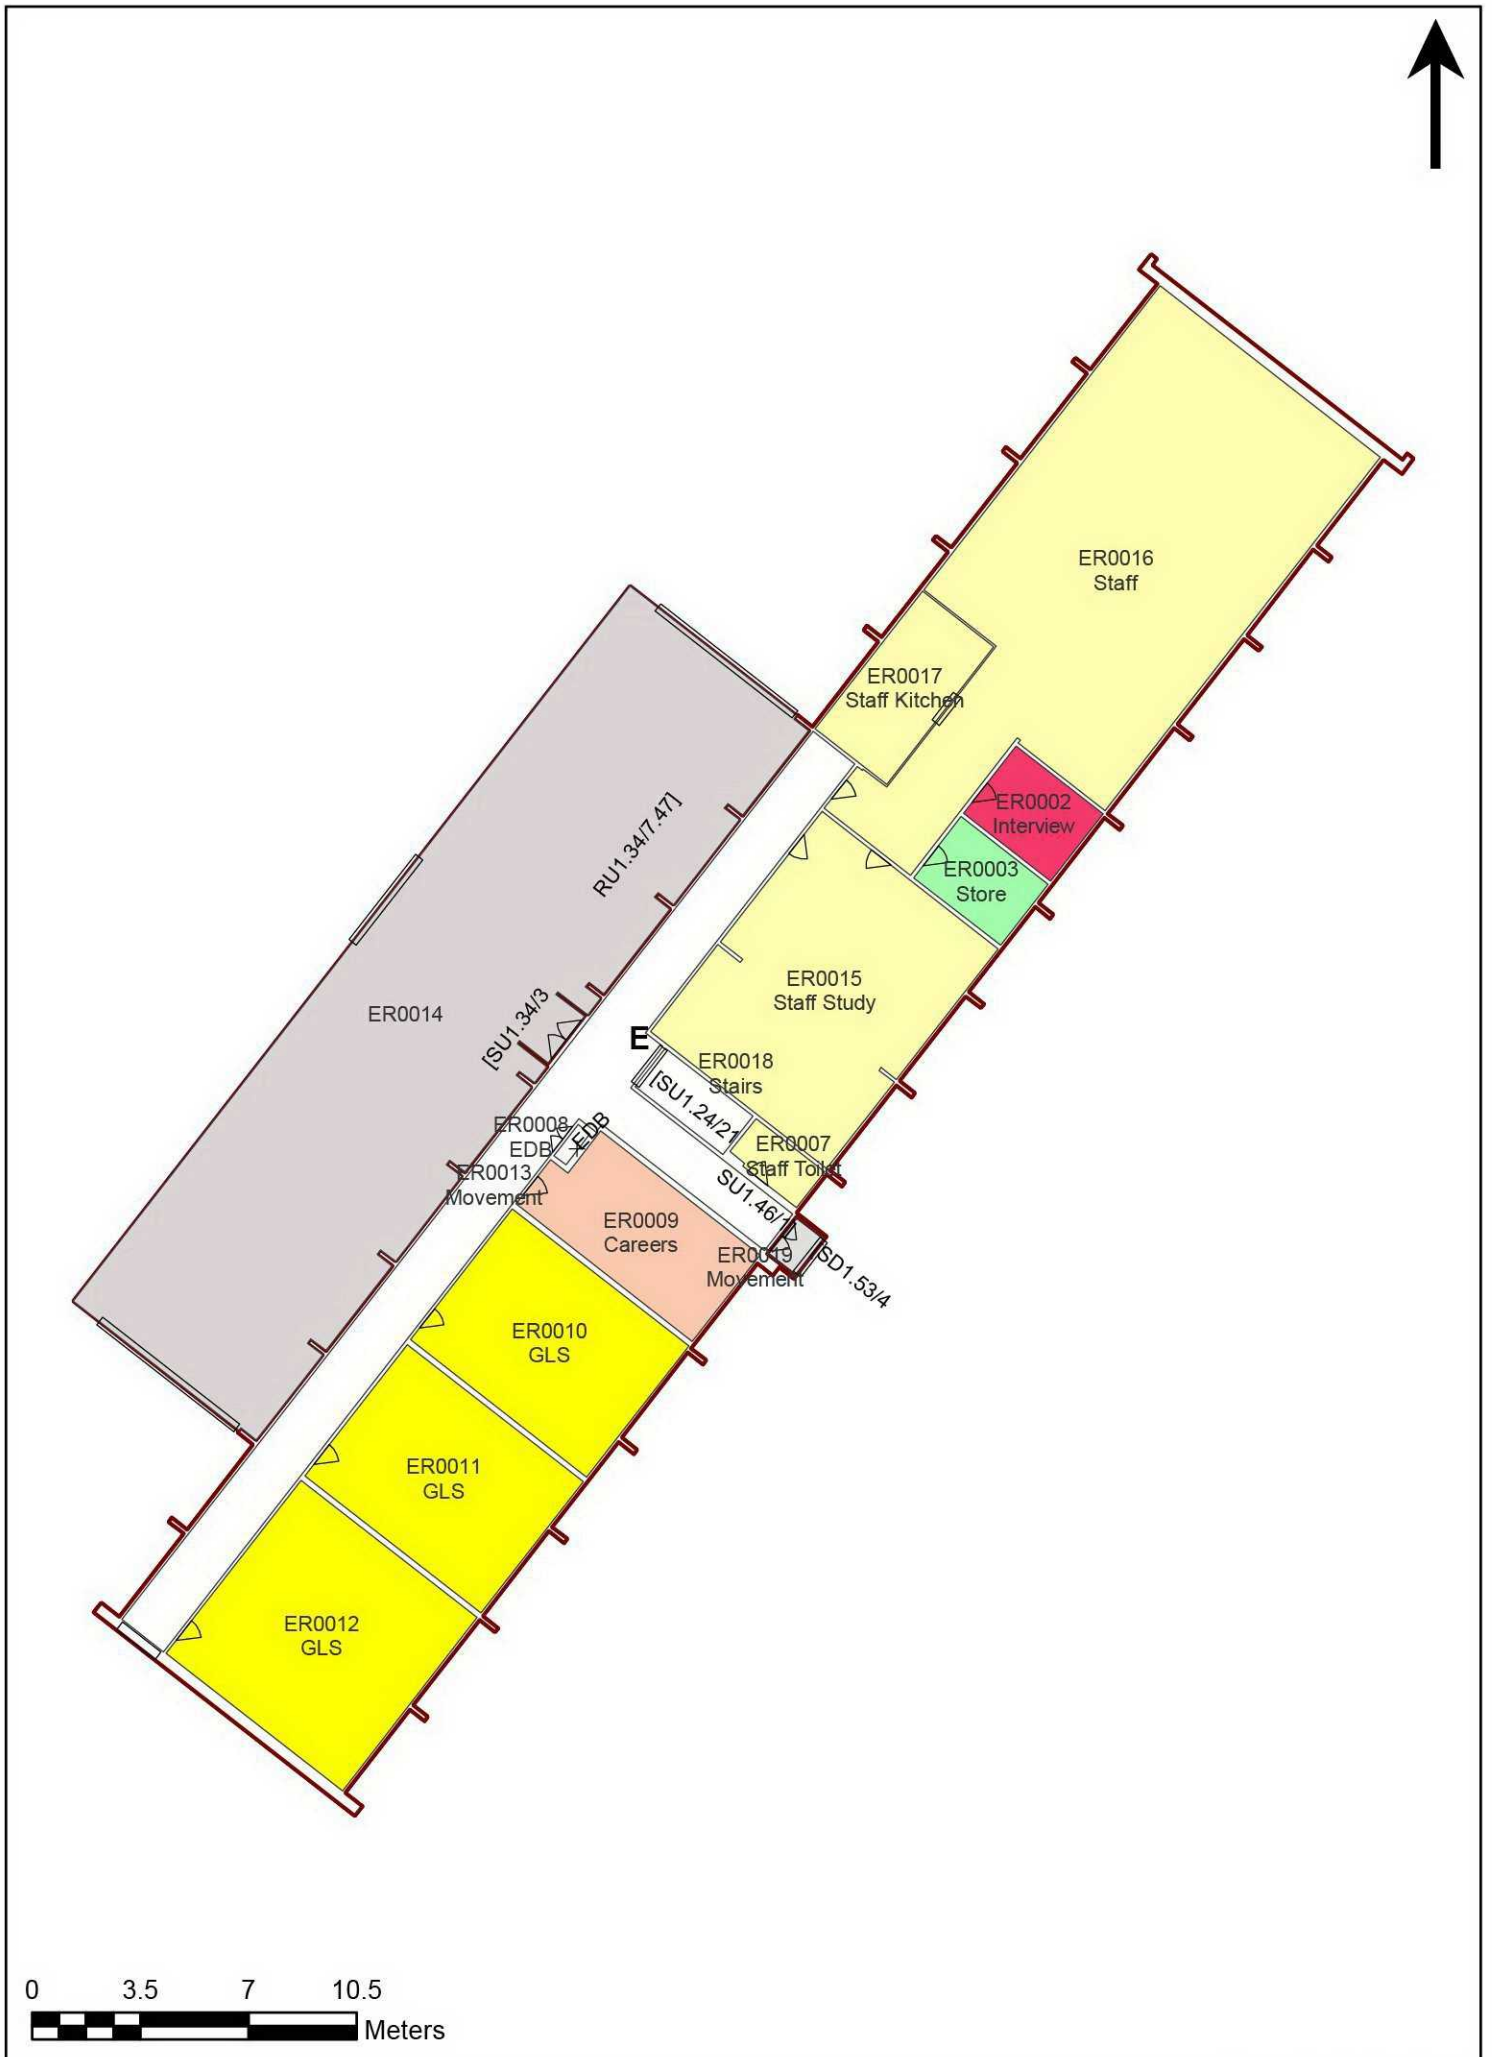 ER0016
Staff
ER0017
Staff Kitchen
ER0002
Interview
RU1.34/7.47]
ER0003
Store
ER0015
Staff Study
ER0014
[SU1.34/3
E
ER0018
Stairs
[SU1.24/21
ER0008
EDB
EDB
ER0007
Staff Toilet
ER0013
Movement
SU1.46/
ER0009
Careers
ER0019
Movement
SD1.53/4
ER0010
GLS
ER0011
GLS
ER0012
GLS
0 3.5 7 10.5
Meters